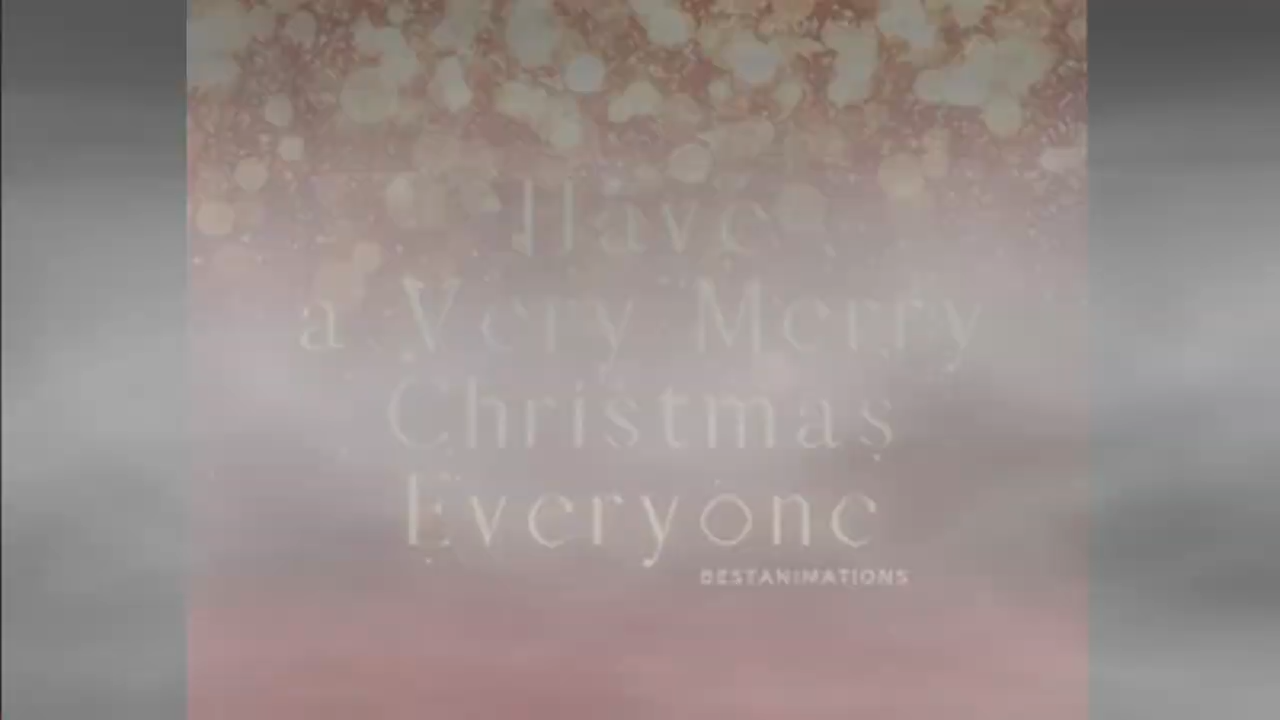 Have
a Very Merry
Christmas
Everyone
BESTANIMATIONS